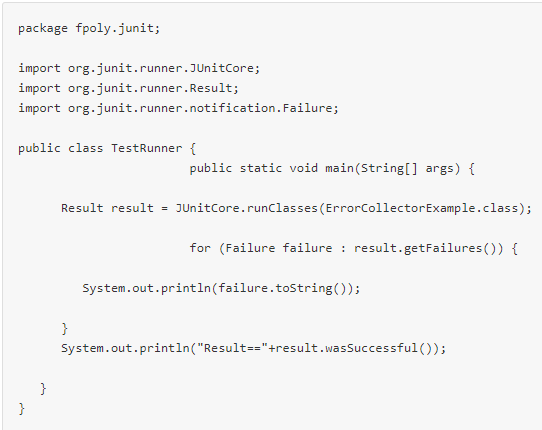 package fpoly.junit;
import org.junit.runner.JUnitCore;
import org.junit.runner.Result;
import org.junit.runner.notification.Failure;
public class TestRunner {
public static void main(String[] args) {
Result result = JUnitCore.runClasses(ErrorCollectorExample.class);
for (Failure failure : result.getFailures()) {
System.out.println(failure.toString());
}
System.out.println("Result=="+result.wasSuccessful());
}
}